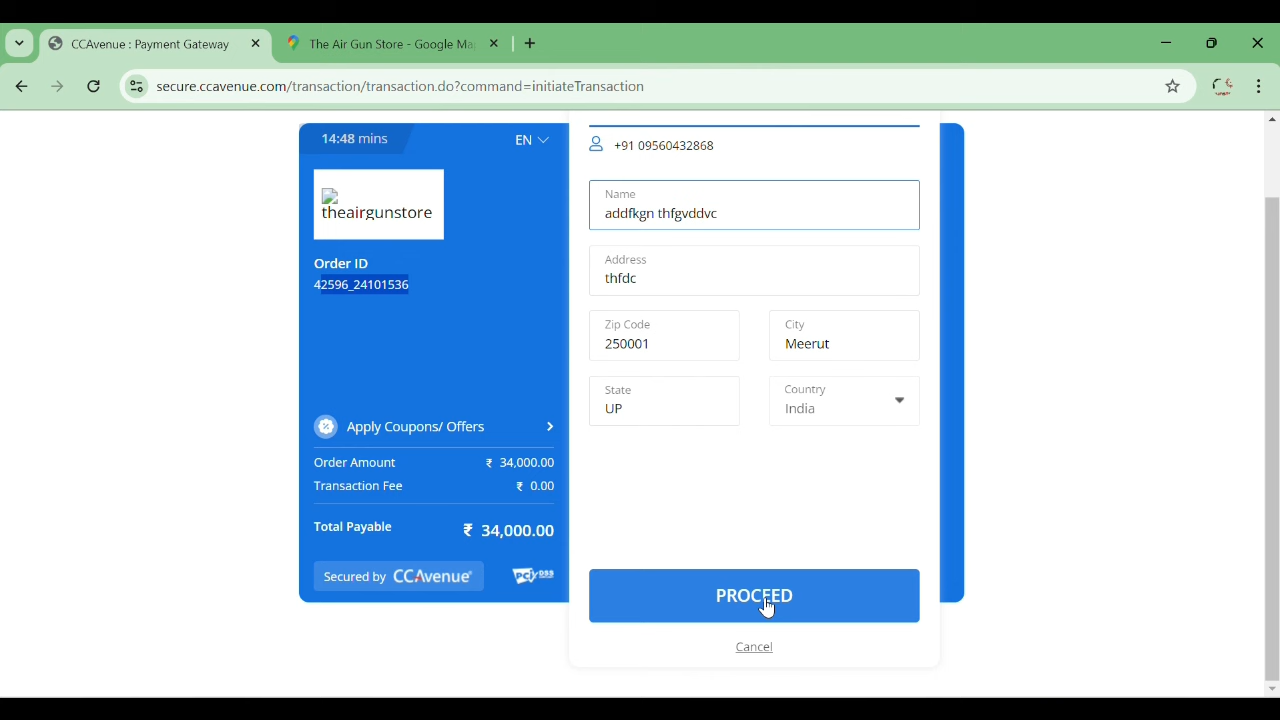 CCAvenue : Payment Gateway
The Air Gun Store - Google Ma
secure.ccavenue.com/transaction/transaction.do?command=initiateTransaction
14:48 mins
EN
theairgunstore
Order ID
42596_24101536
Apply Coupons/ Offers
Order Amount ₹ 34,000.00
Transaction Fee ₹ 0.00
Total Payable ₹ 34,000.00
Secured by CCAvenue
PCI DSS
+91 09560432868
Name
addfkgn thfgvddvc
Address
thfdc
Zip Code
250001
City
Meerut
State
UP
Country
India
PROCEED
Cancel